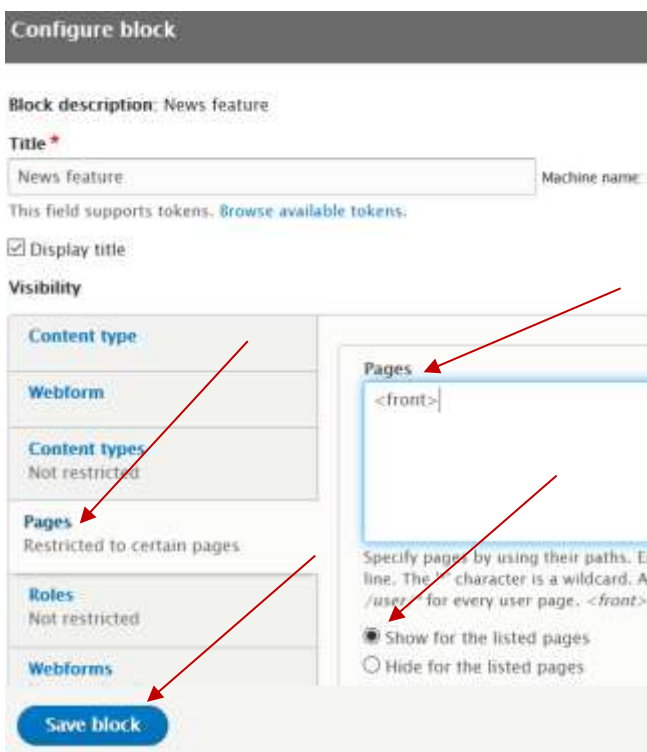 Configure block
Block description: News feature
Title *
News feature
Machine name:
This field supports tokens. Browse available tokens.
Display title
Visibility
Content type
Webform
Content types
Not restricted
Pages
Restricted to certain pages
Roles
Not restricted
Webforms
Pages
<front>
Specify pages by using their paths. E
line. The '*' character is a wildcard. A
/user/* for every user page. <front>
Show for the listed pages
Hide for the listed pages
Save block